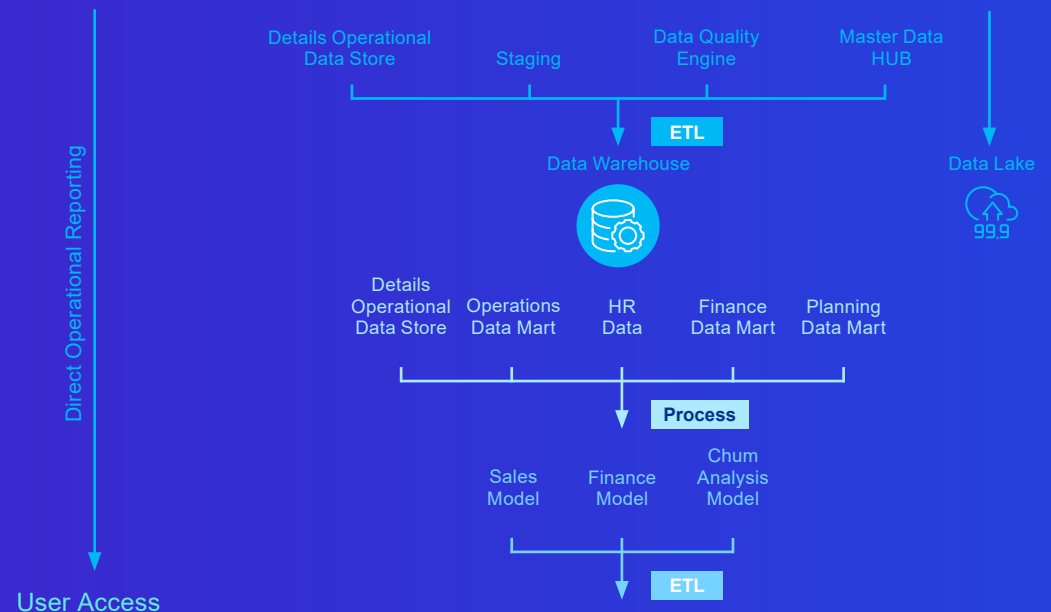 Details Operational
Data Store
Staging
Data Quality
Engine
Master Data
HUB
ETL
Data Warehouse
Data Lake
99.9
Direct Operational Reporting
Details
Operational
Data Store
Operations
Data Mart
HR
Data
Finance
Data Mart
Planning
Data Mart
Process
Sales
Model
Finance
Model
Chum
Analysis
Model
ETL
User Access